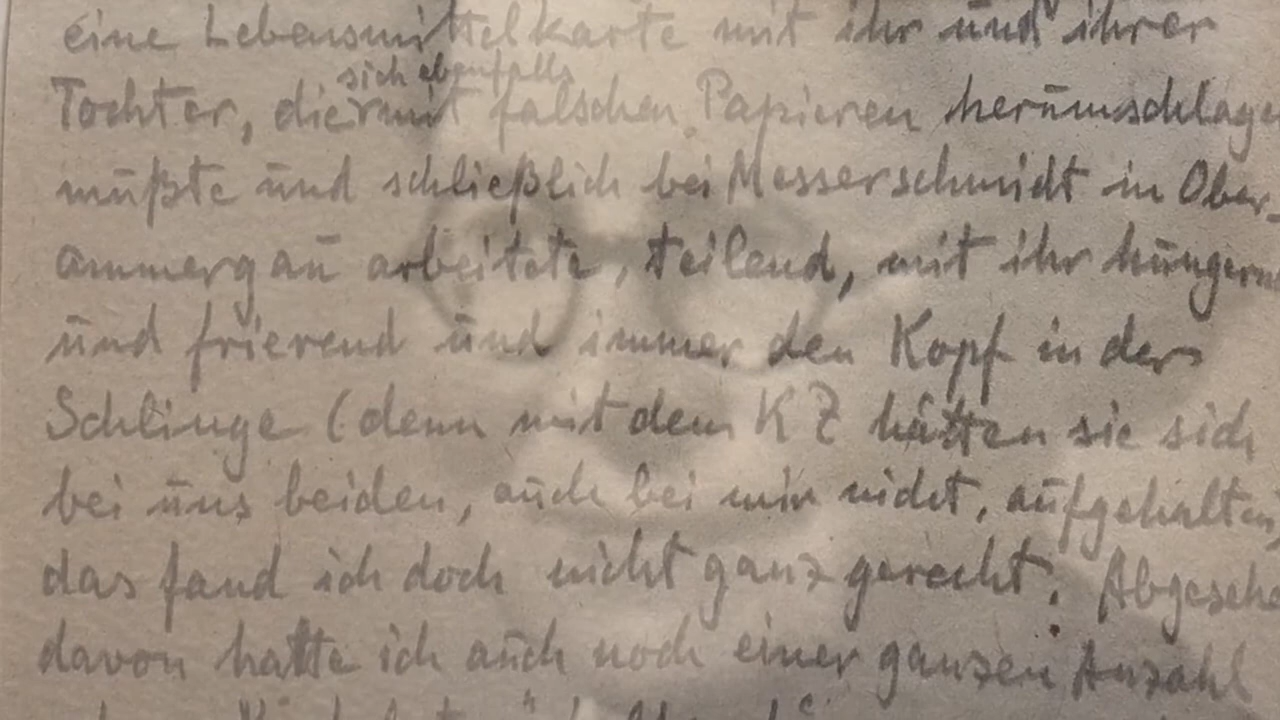 eine Lebensmittelkarte mit ihr und ihrer
sich ebenfalls
Tochter, die mit falschen Papieren herumschlage
mußte und schließlich bei Messerschmidt in Ober-
ammergau arbeitete, teilend, mit ihr hungern
und frierend und immer den Kopf in der
Schlinge (denn mit dem KZ hätten sie sich
bei uns beiden, auch bei mir nicht, aufgehalten,
das fand ich doch nicht ganz gerecht. Abgesehe
davon hatte ich auch noch einer ganzen Anzahl